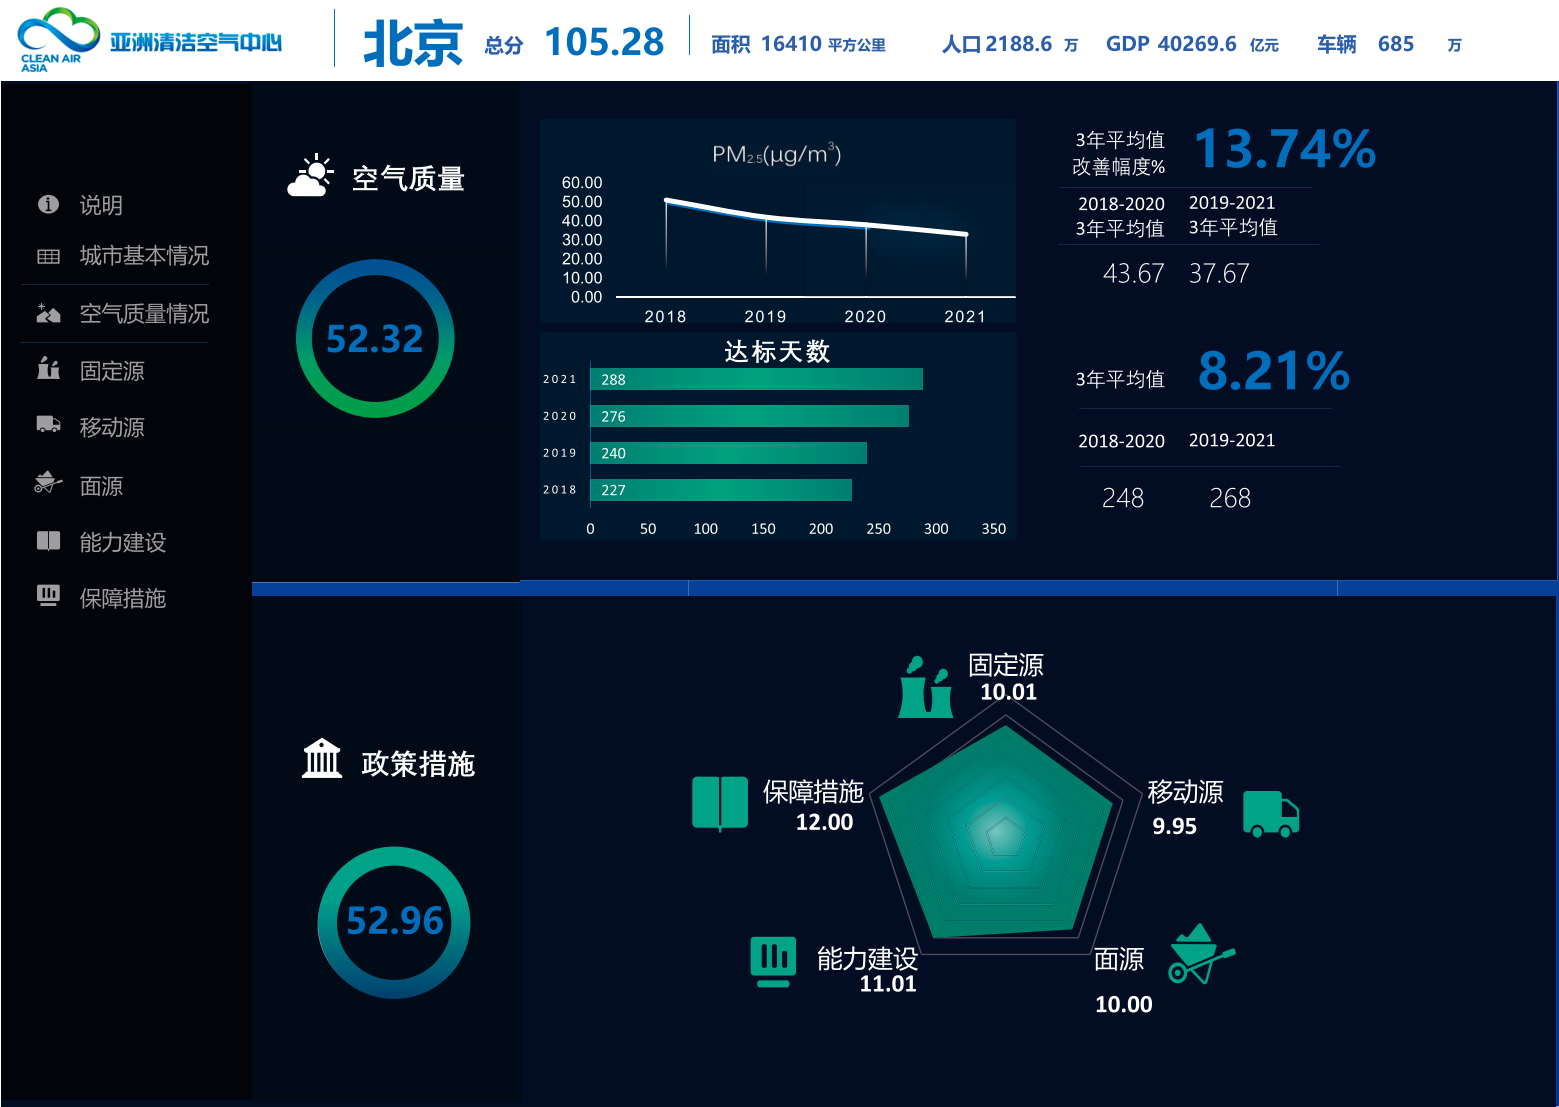 亚洲清洁空气中心
CLEAN AIR
ASIA
北京 总分 105.28 面积 16410 平方公里 人口 2188.6 万 GDP 40269.6 亿元 车辆 685 万
说明
城市基本情况
空气质量情况
固定源
移动源
面源
能力建设
保障措施
空气质量
52.32
PM2.5(μg/m³)
60.00
50.00
40.00
30.00
20.00
10.00
0.00
2018 2019 2020 2021
达标天数
2021 288
2020 276
2019 240
2018 227
0 50 100 150 200 250 300 350
3年平均值
改善幅度%
13.74%
2018-2020 2019-2021
3年平均值 3年平均值
43.67 37.67
3年平均值 8.21%
2018-2020 2019-2021
248 268
政策措施
52.96
固定源
10.01
保障措施
12.00
移动源
9.95
能力建设
11.01
面源
10.00